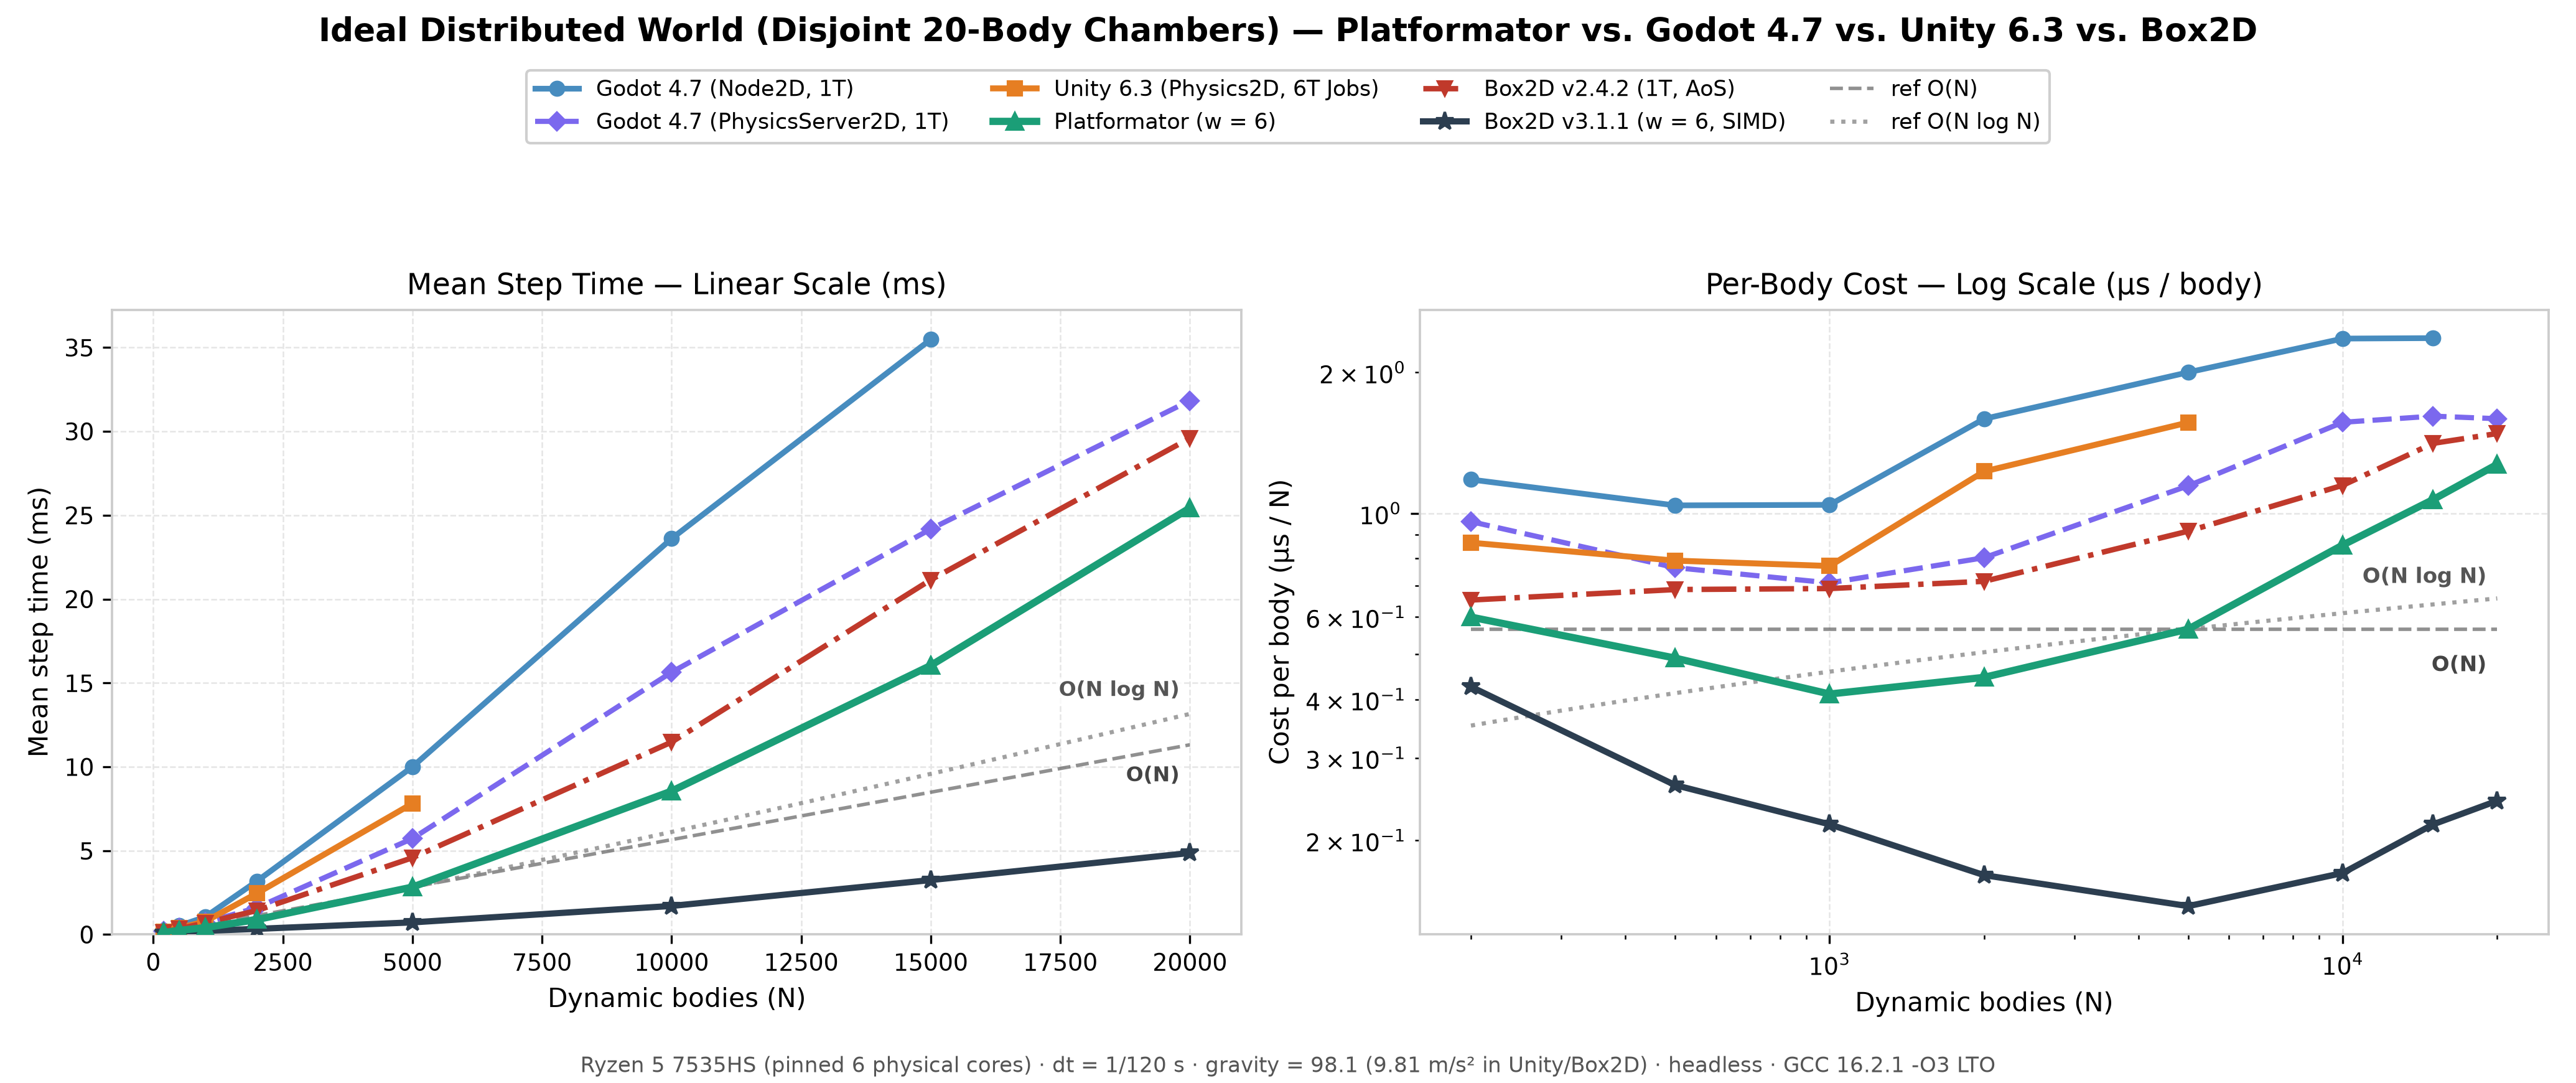 Ideal Distributed World (Disjoint 20-Body Chambers) — Platformator vs. Godot 4.7 vs. Unity 6.3 vs. Box2D
Godot 4.7 (Node2D, 1T)
Godot 4.7 (PhysicsServer2D, 1T)
Unity 6.3 (Physics2D, 6T Jobs)
Platformator (w = 6)
Box2D v2.4.2 (1T, AoS)
Box2D v3.1.1 (w = 6, SIMD)
ref O(N)
ref O(N log N)
Mean Step Time — Linear Scale (ms)
Mean step time (ms)
35
30
25
20
15
10
5
0
O(N log N)
O(N)
0 2500 5000 7500 10000 12500 15000 17500 20000
Dynamic bodies (N)
Per-Body Cost — Log Scale (µs / body)
Cost per body (µs / N)
2 × 10⁰
10⁰
6 × 10⁻¹
4 × 10⁻¹
3 × 10⁻¹
2 × 10⁻¹
O(N log N)
O(N)
10³ 10⁴
Dynamic bodies (N)
Ryzen 5 7535HS (pinned 6 physical cores) · dt = 1/120 s · gravity = 98.1 (9.81 m/s² in Unity/Box2D) · headless · GCC 16.2.1 -O3 LTO